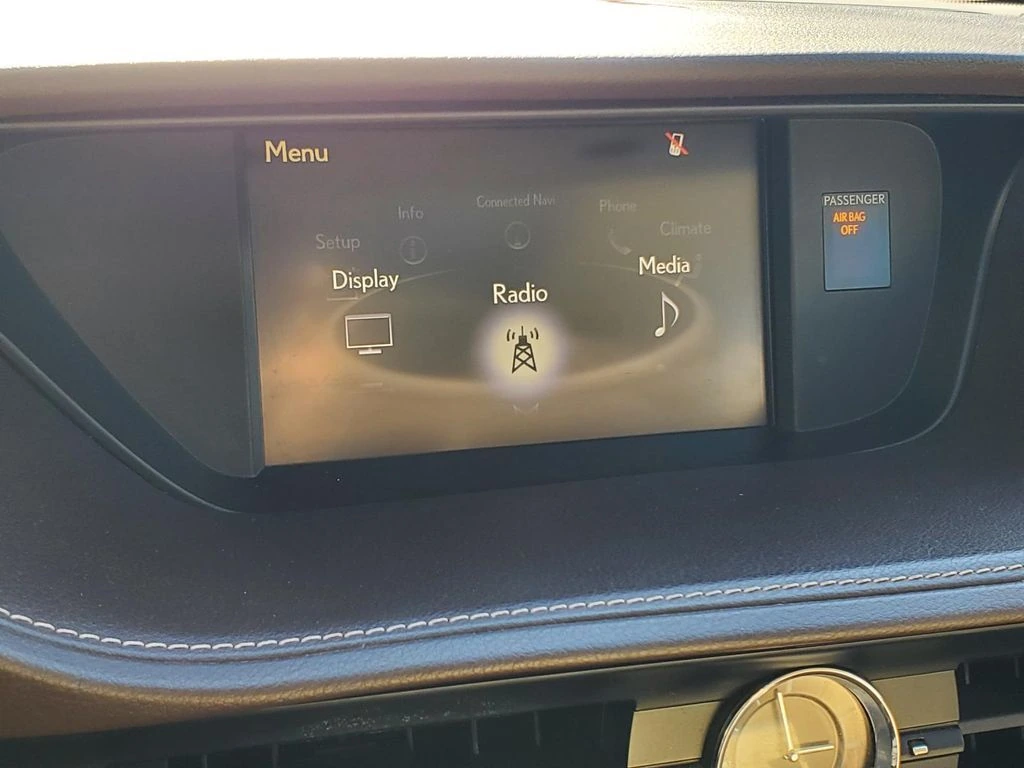 Menu
Connected Navi
Info
Phone
Setup
Climate
Display
Media
Radio
PASSENGER
AIR BAG
OFF